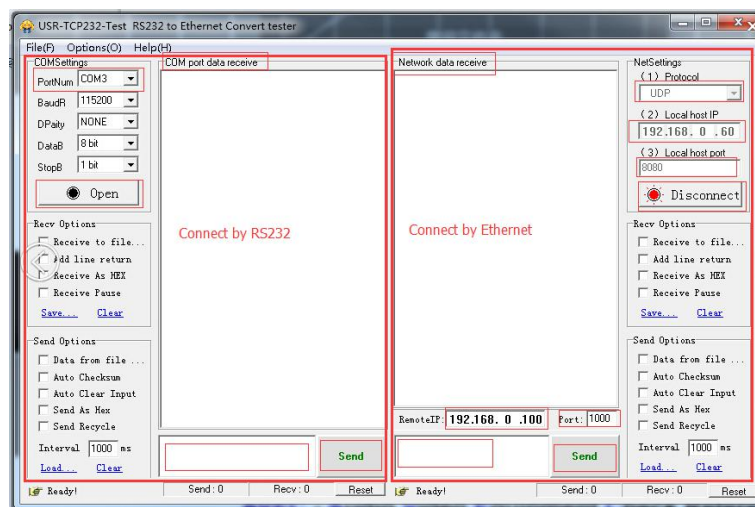 USR-TCP232-Test RS232 to Ethernet Convert tester
File(F) Options(O) Help(H)
COMSettings
PortNum COM3
BaudR 115200
DPaity NONE
DataB 8 bit
StopB 1 bit
Open
Recv Options
Receive to file...
Add line return
Receive As HEX
Receive Pause
Save... Clear
Send Options
Data from file ...
Auto Checksum
Auto Clear Input
Send As Hex
Send Recycle
Interval 1000 ms
Load... Clear
COM port data receive
Connect by RS232
Send
Ready!
Send : 0 Recv : 0 Reset
Network data receive
Connect by Ethernet
RemoteIP: 192.168. 0 .100 Port: 1000
Send
Ready!
Send : 0 Recv : 0 Reset
NetSettings
(1) Protocol
UDP
(2) Local host IP
192.168. 0 .60
(3) Local host port
8080
Disconnect
Recv Options
Receive to file...
Add line return
Receive As HEX
Receive Pause
Save... Clear
Send Options
Data from file ...
Auto Checksum
Auto Clear Input
Send As Hex
Send Recycle
Interval 1000 ms
Load... Clear